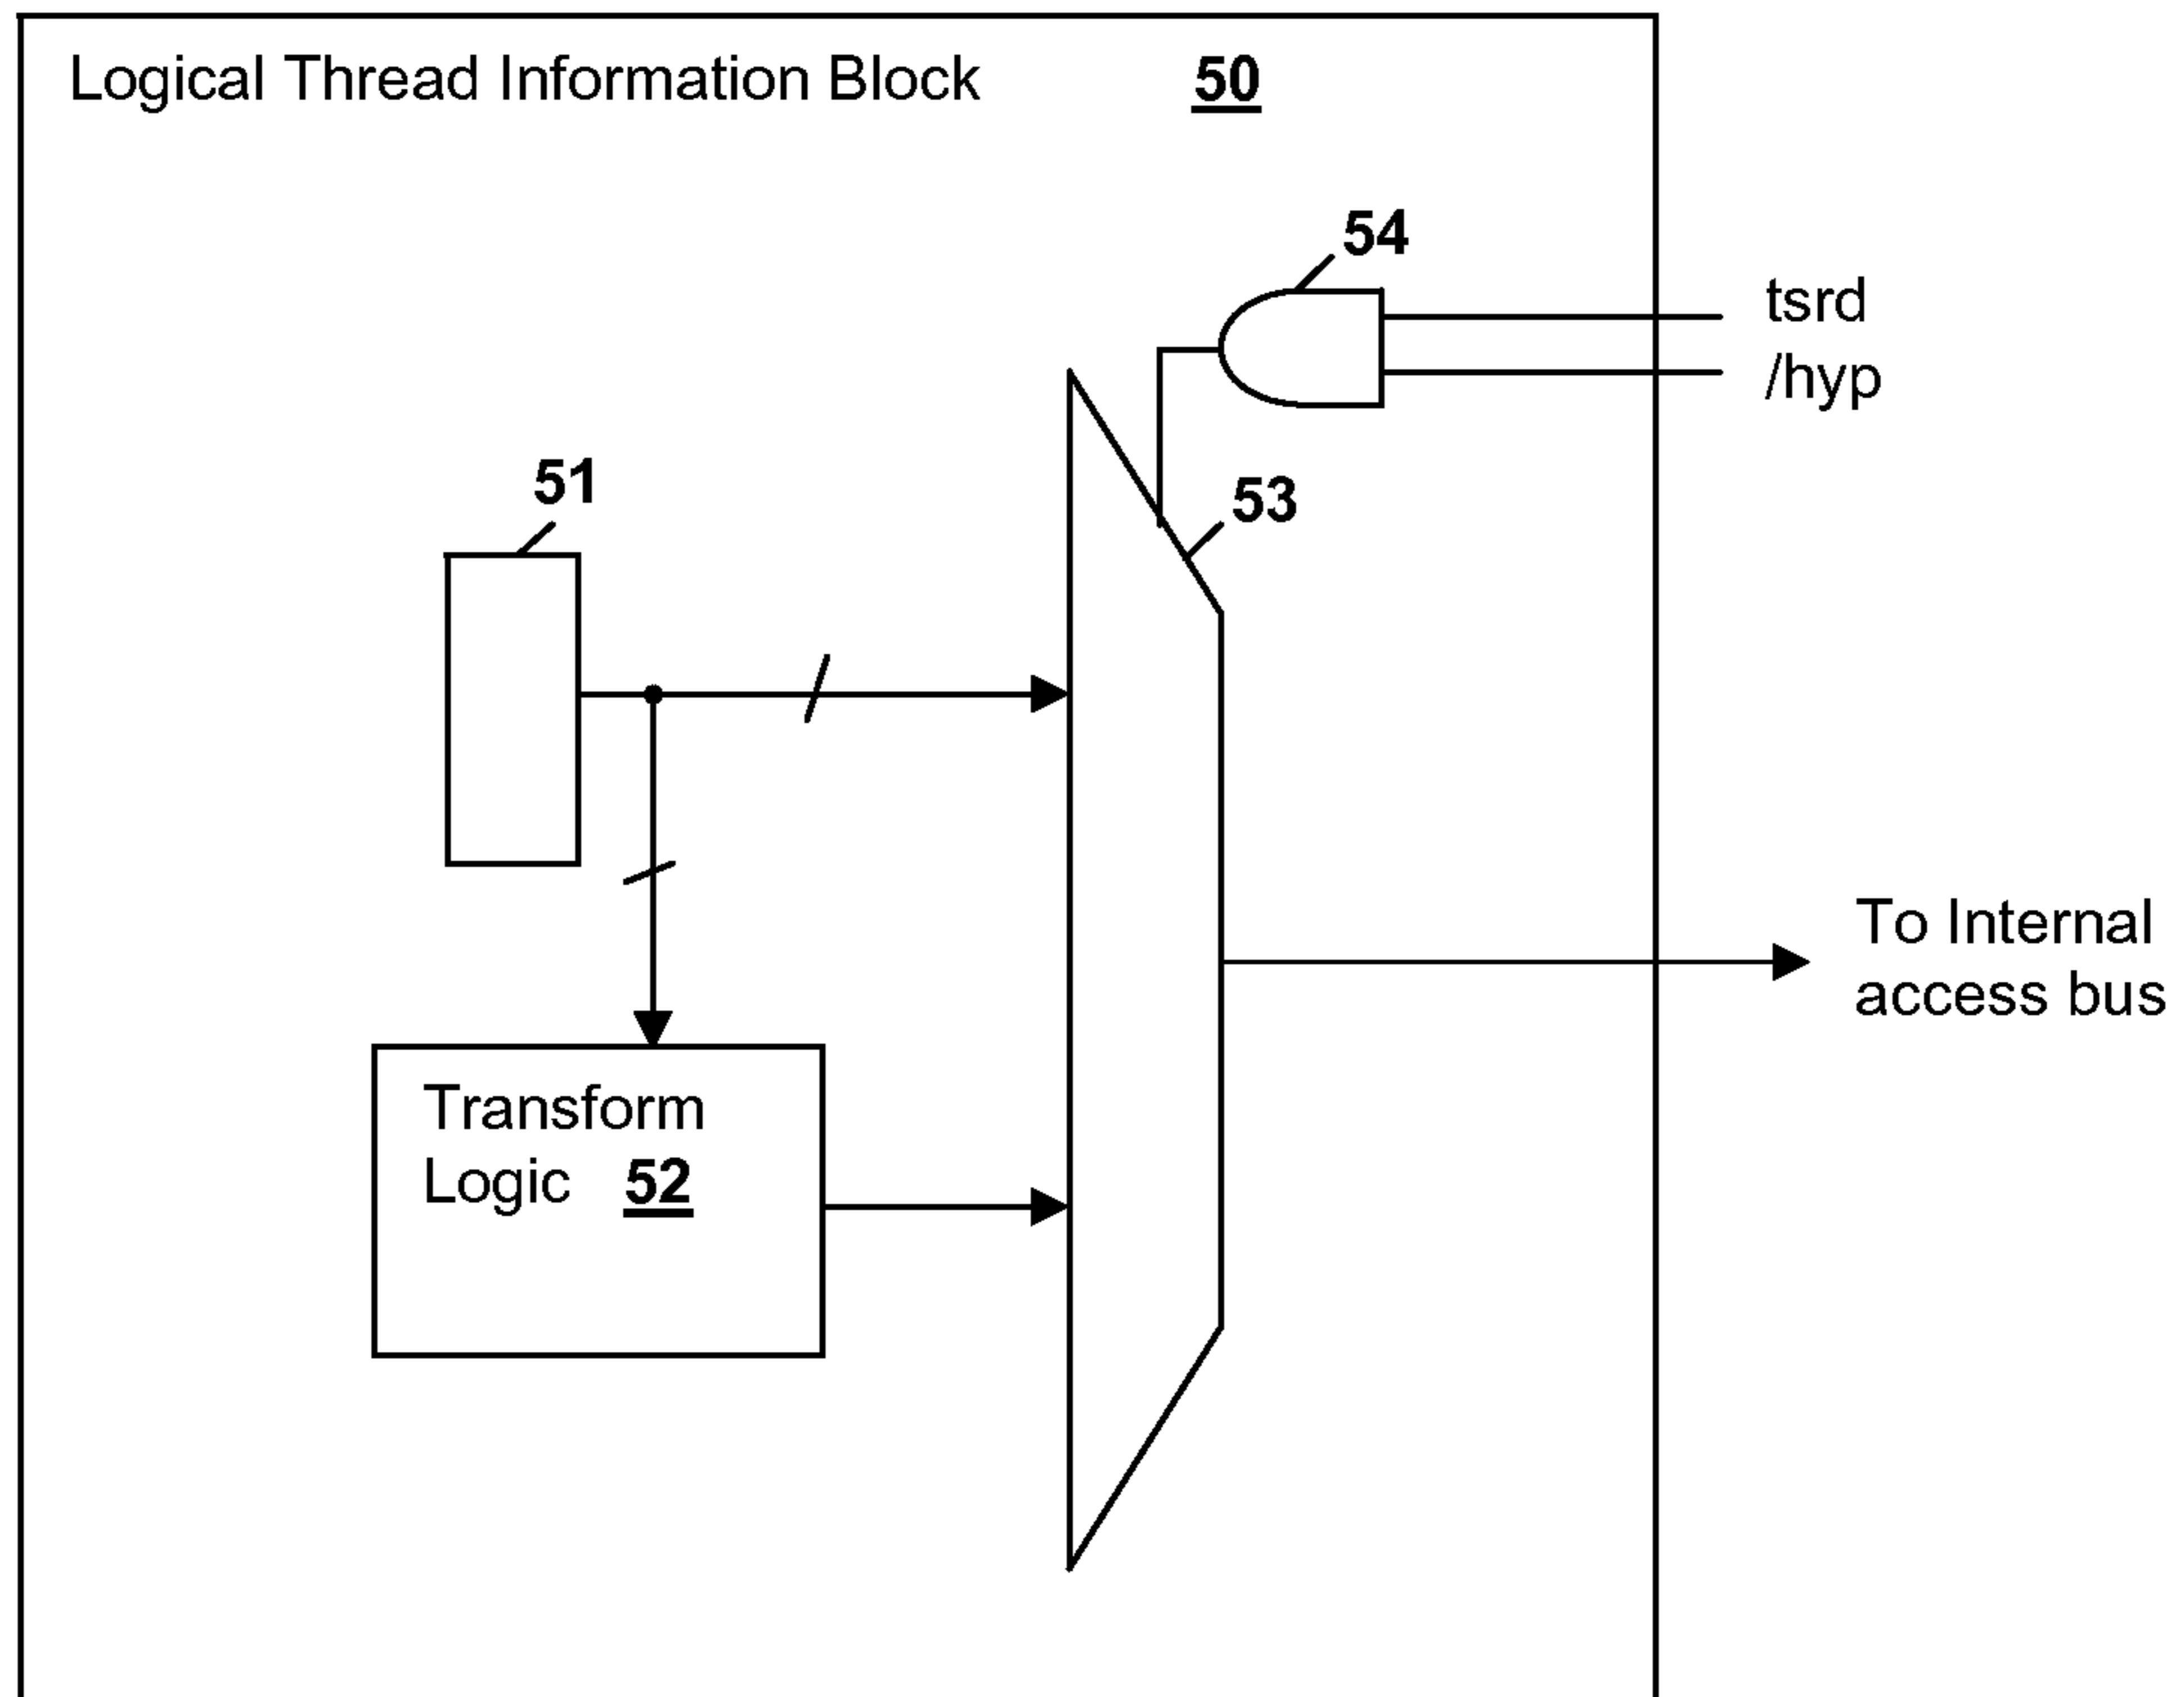 Logical Thread Information Block 50
54
tsrd
/hyp
51
53
To Internal
access bus
Transform
Logic 52